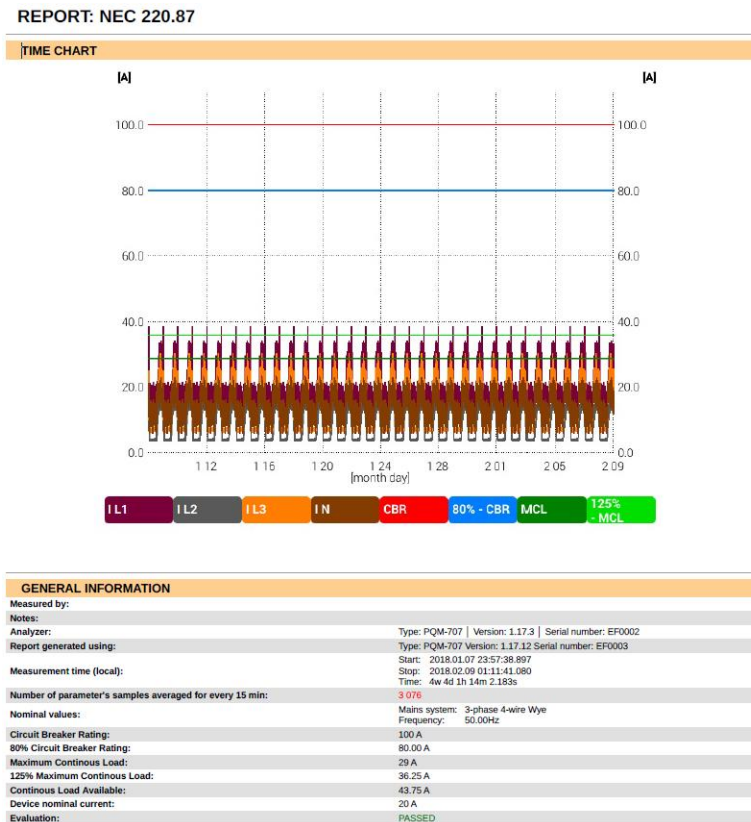 REPORT: NEC 220.87
TIME CHART
[A] [A]
100.0 100.0
80.0 80.0
60.0 60.0
40.0 40.0
20.0 20.0
0.0 0.0
1 12 1 16 1 20 1 24 1 28 2 01 2 05 2 09
[month day]
I L1 I L2 I L3 I N CBR 80% - CBR MCL 125% - MCL
GENERAL INFORMATION
Measured by:
Notes:
Analyzer: Type: PQM-707 | Version: 1.17.3 | Serial number: EF0002
Report generated using: Type: PQM-707 Version: 1.17.12 Serial number: EF0003
Measurement time (local): Start: 2018.01.07 23:57:38.897
Stop: 2018.02.09 01:11:41.080
Time: 4w 4d 1h 14m 2.183s
Number of parameter's samples averaged for every 15 min: 3 076
Nominal values: Mains system: 3-phase 4-wire Wye
Frequency: 50.00Hz
Circuit Breaker Rating: 100 A
80% Circuit Breaker Rating: 80.00 A
Maximum Continous Load: 29 A
125% Maximum Continous Load: 36.25 A
Continous Load Available: 43.75 A
Device nominal current: 20 A
Evaluation: PASSED